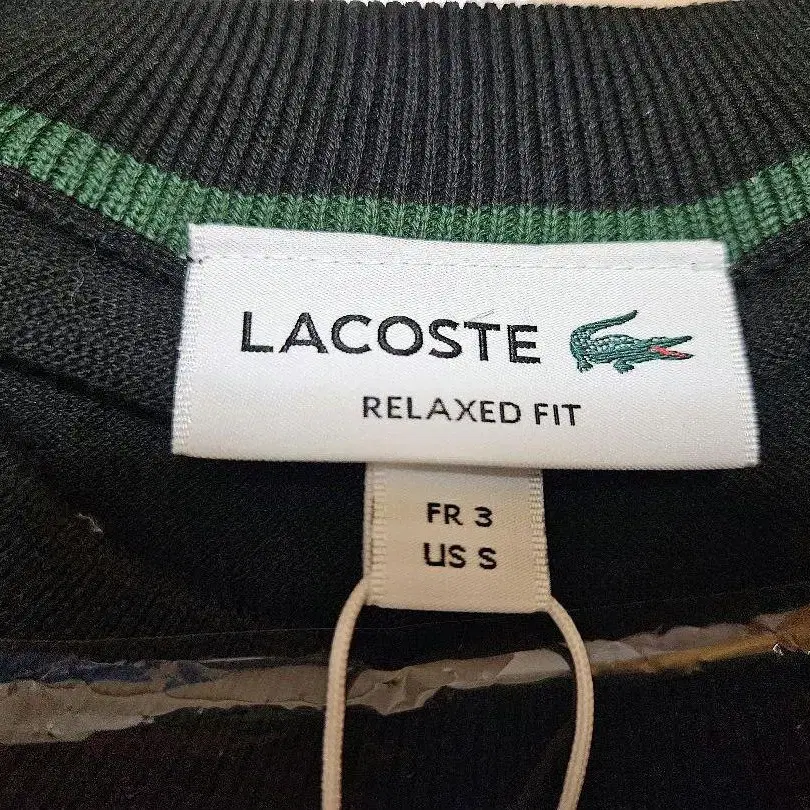 LACOSTE
RELAXED FIT
FR 3
US S